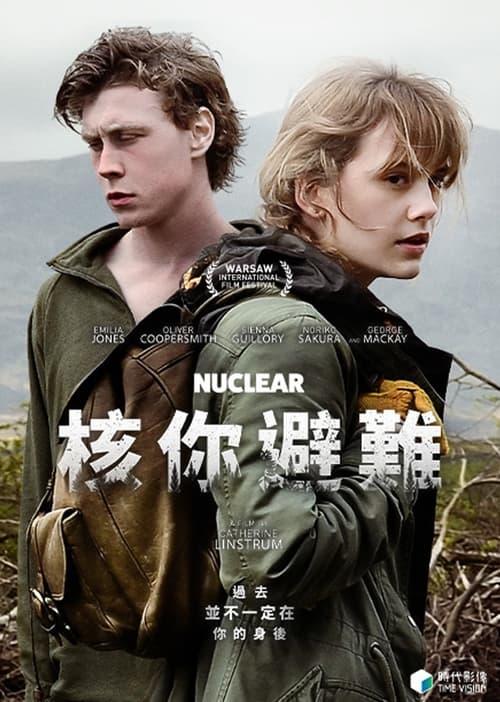 WARSAW
INTERNATIONAL
FILM FESTIVAL
EMILIA JONES
OLIVER COOPERSMITH
SIENNA GUILLORY
NORIKO SAKURA
AND GEORGE MACKAY
NUCLEAR
核你避難
A FILM BY
CATHERINE
LINSTRUM
過去
並不一定在
你的身後
時代影像
TIME VISION